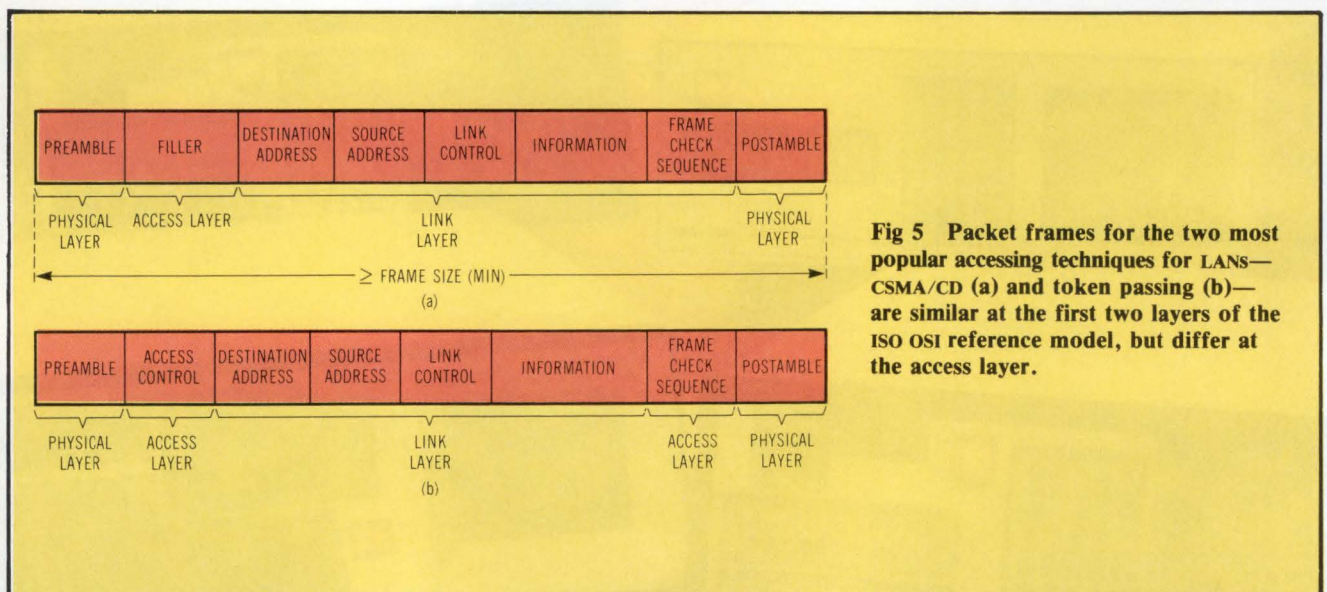 PREAMBLE
FILLER
DESTINATION
ADDRESS
SOURCE
ADDRESS
LINK
CONTROL
INFORMATION
FRAME
CHECK
SEQUENCE
POSTAMBLE
PHYSICAL
LAYER
ACCESS LAYER
LINK
LAYER
PHYSICAL
LAYER
≥ FRAME SIZE (MIN)
(a)
PREAMBLE
ACCESS
CONTROL
DESTINATION
ADDRESS
SOURCE
ADDRESS
LINK
CONTROL
INFORMATION
FRAME
CHECK
SEQUENCE
POSTAMBLE
PHYSICAL
LAYER
ACCESS
LAYER
LINK
LAYER
ACCESS
LAYER
PHYSICAL
LAYER
(b)
Fig 5 Packet frames for the two most
popular accessing techniques for LANs—
CSMA/CD (a) and token passing (b)—
are similar at the first two layers of the
ISO OSI reference model, but differ at
the access layer.